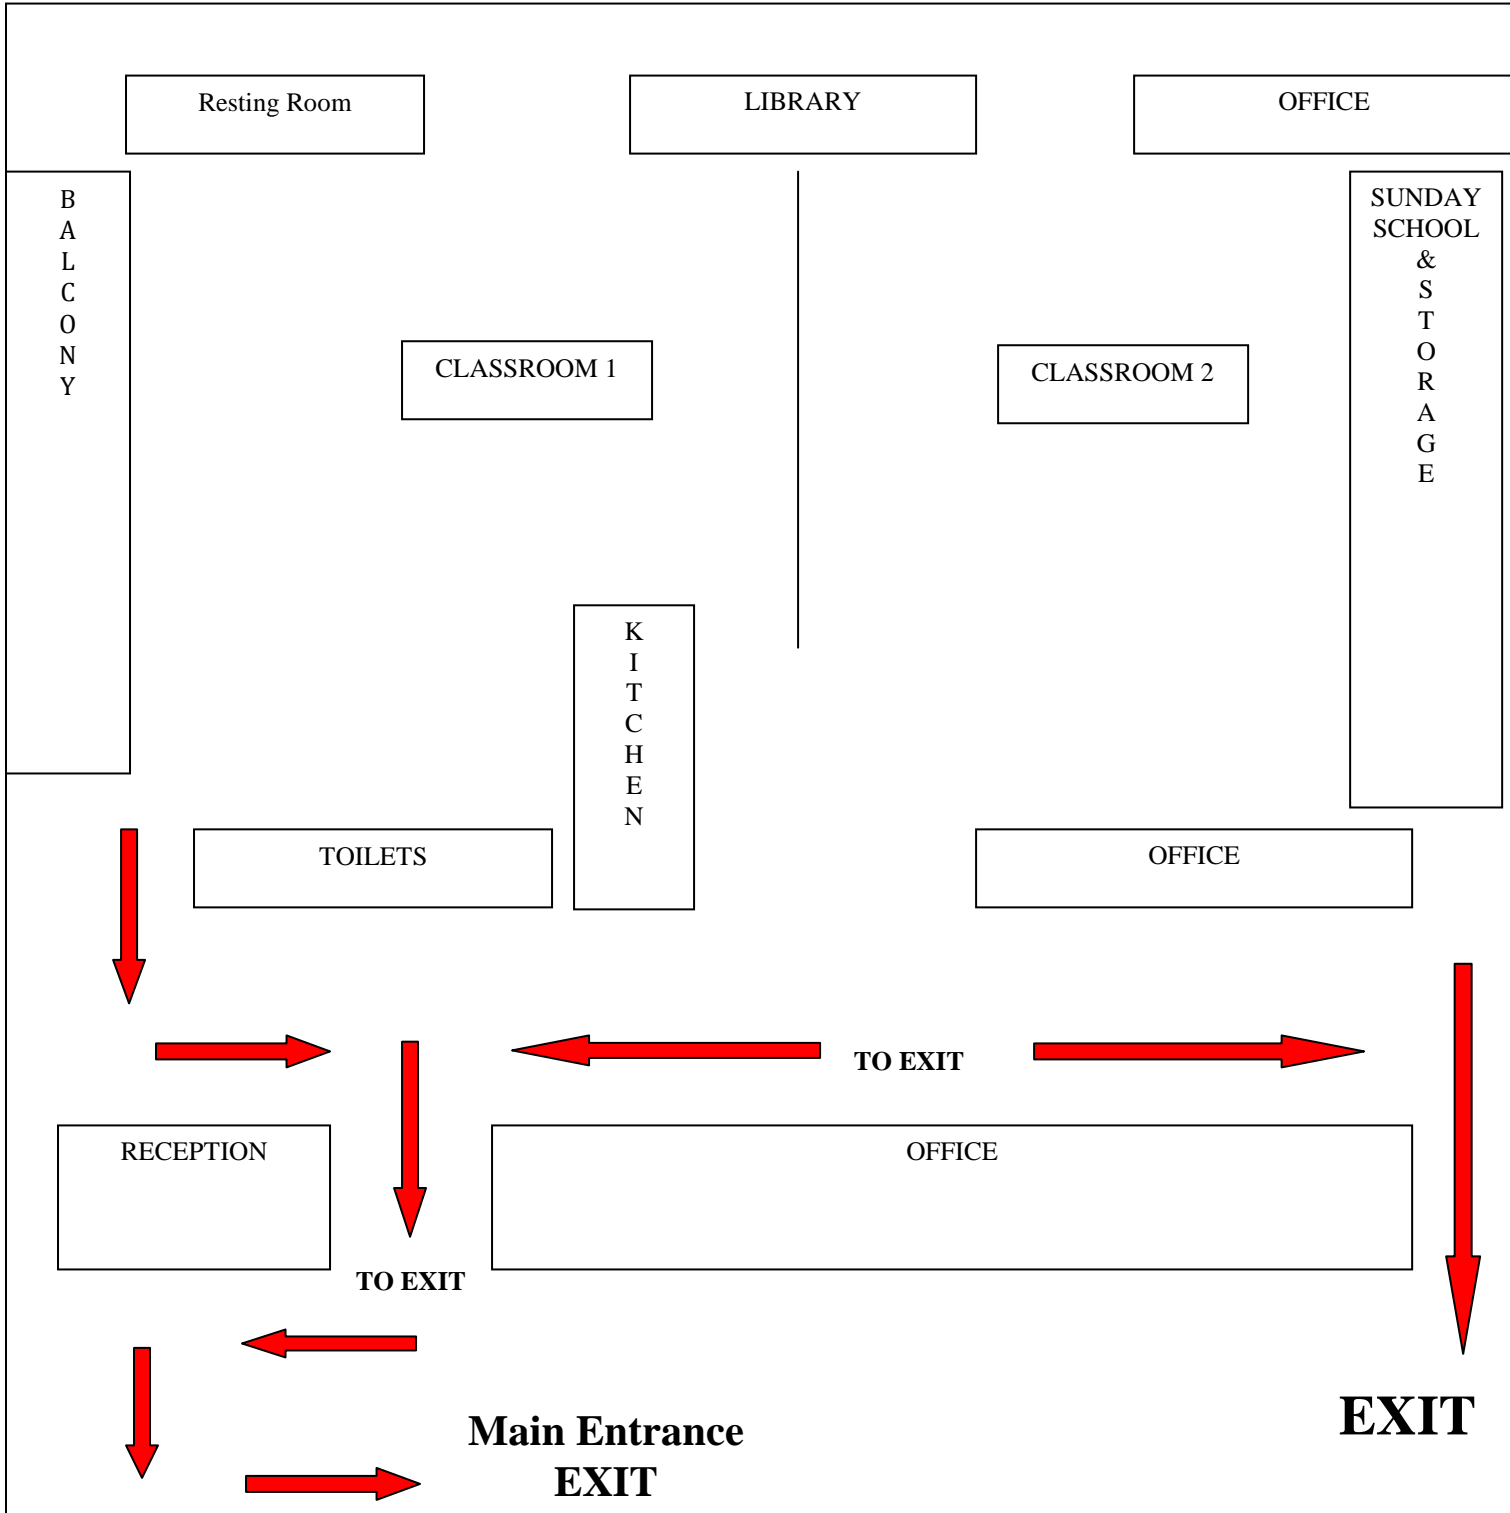 Resting Room
LIBRARY
OFFICE
B
A
L
C
O
N
Y
SUNDAY
SCHOOL
&
S
T
O
R
A
G
E
CLASSROOM 1
CLASSROOM 2
K
I
T
C
H
E
N
TOILETS
OFFICE
TO EXIT
RECEPTION
OFFICE
TO EXIT
Main Entrance
EXIT
EXIT